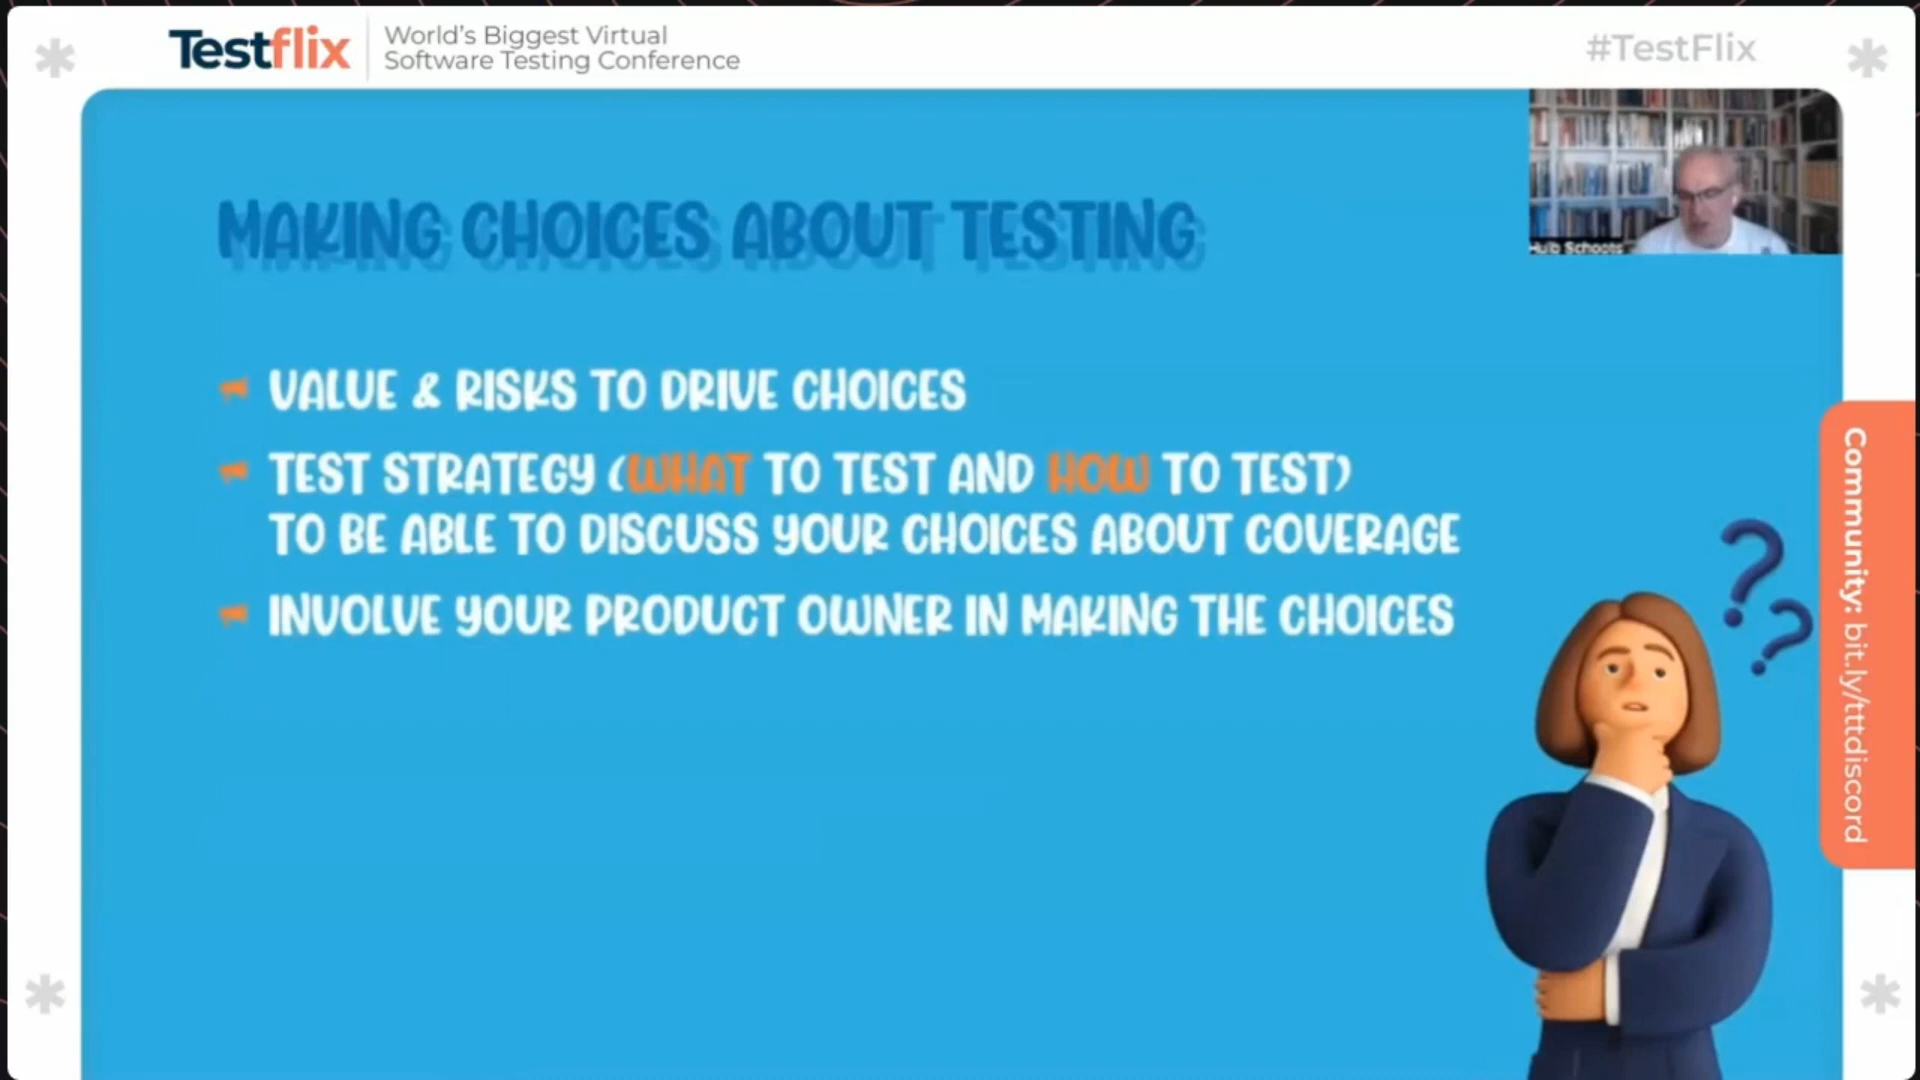 Testflix
World's Biggest Virtual
Software Testing Conference
#TestFlix
MAKING CHOICES ABOUT TESTING
Huib Schoots
VALUE & RISKS TO DRIVE CHOICES
TEST STRATEGY (WHAT TO TEST AND HOW TO TEST)
TO BE ABLE TO DISCUSS YOUR CHOICES ABOUT COVERAGE
INVOLVE YOUR PRODUCT OWNER IN MAKING THE CHOICES
??
Community: bit.ly/tttdiscord